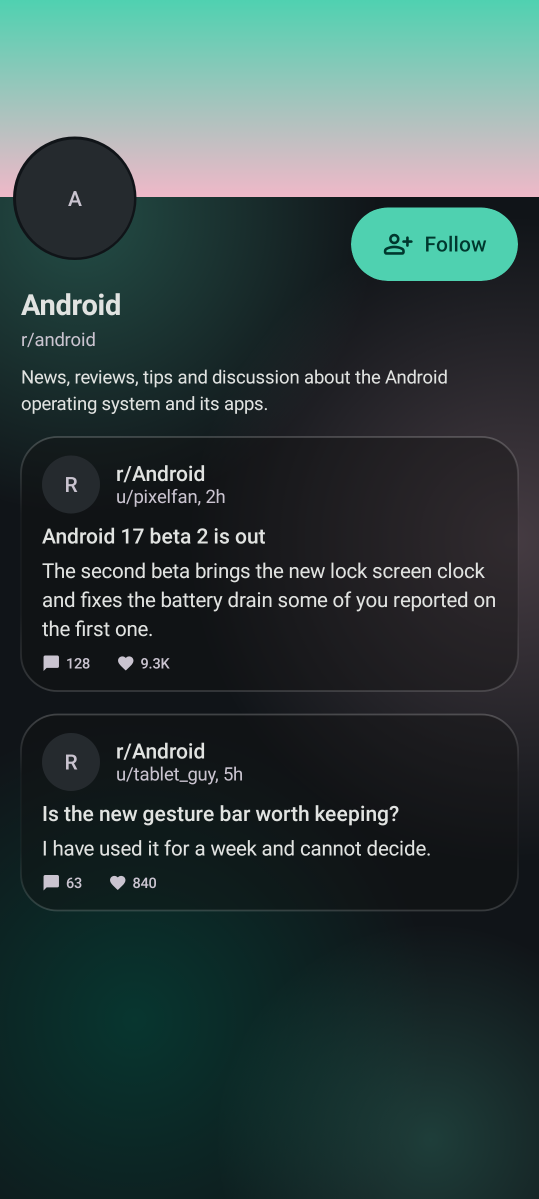 A
Follow
Android
r/android
News, reviews, tips and discussion about the Android
operating system and its apps.
R
r/Android
u/pixelfan, 2h
Android 17 beta 2 is out
The second beta brings the new lock screen clock
and fixes the battery drain some of you reported on
the first one.
128 9.3K
R
r/Android
u/tablet_guy, 5h
Is the new gesture bar worth keeping?
I have used it for a week and cannot decide.
63 840